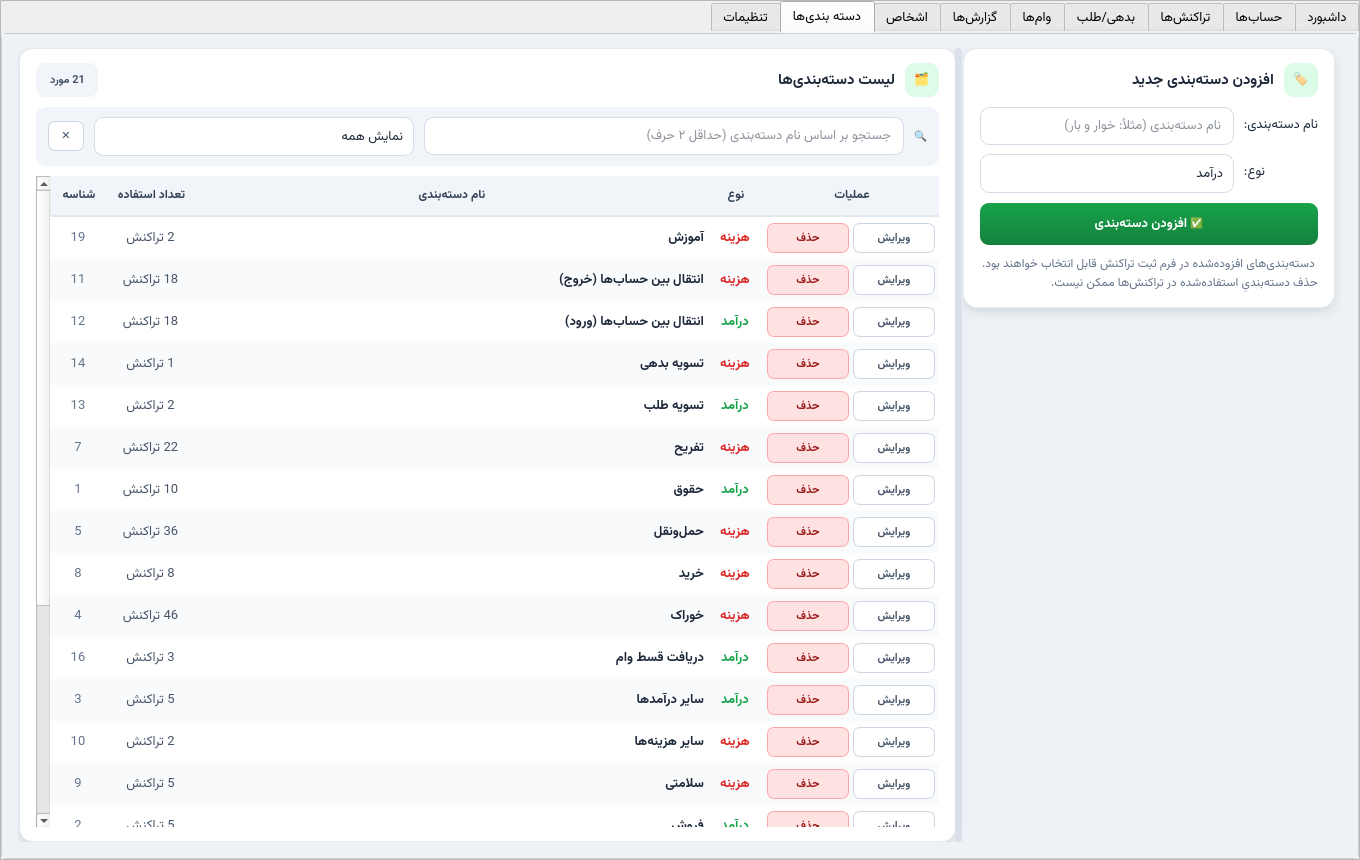 داشبورد
حساب‌ها
تراکنش‌ها
بدهی/طلب
وام‌ها
گزارش‌ها
اشخاص
دسته بندی‌ها
تنظیمات
🏷️ افزودن دسته‌بندی جدید
نام دسته‌بندی:
نام دسته‌بندی (مثلاً: خوار و بار)
نوع:
درآمد
✅ افزودن دسته‌بندی
دسته‌بندی‌های افزوده‌شده در فرم ثبت تراکنش قابل انتخاب خواهند بود.
حذف دسته‌بندیِ استفاده‌شده در تراکنش‌ها ممکن نیست.
🗂️ لیست دسته‌بندی‌ها
21 مورد
🔍 جستجو بر اساس نام دسته‌بندی (حداقل ۲ حرف)
نمایش همه
✕
عملیات نوع نام دسته‌بندی تعداد استفاده شناسه
ویرایش حذف هزینه آموزش 2 تراکنش 19
ویرایش حذف هزینه انتقال بین حساب‌ها (خروج) 18 تراکنش 11
ویرایش حذف درآمد انتقال بین حساب‌ها (ورود) 18 تراکنش 12
ویرایش حذف هزینه تسویه بدهی 1 تراکنش 14
ویرایش حذف درآمد تسویه طلب 2 تراکنش 13
ویرایش حذف هزینه تفریح 22 تراکنش 7
ویرایش حذف درآمد حقوق 10 تراکنش 1
ویرایش حذف هزینه حمل‌ونقل 36 تراکنش 5
ویرایش حذف هزینه خرید 8 تراکنش 8
ویرایش حذف هزینه خوراک 46 تراکنش 4
ویرایش حذف درآمد دریافت قسط وام 3 تراکنش 16
ویرایش حذف درآمد سایر درآمدها 5 تراکنش 3
ویرایش حذف هزینه سایر هزینه‌ها 2 تراکنش 10
ویرایش حذف هزینه سلامتی 5 تراکنش 9
ویرایش حذف درآمد فروش 5 تراکنش 2